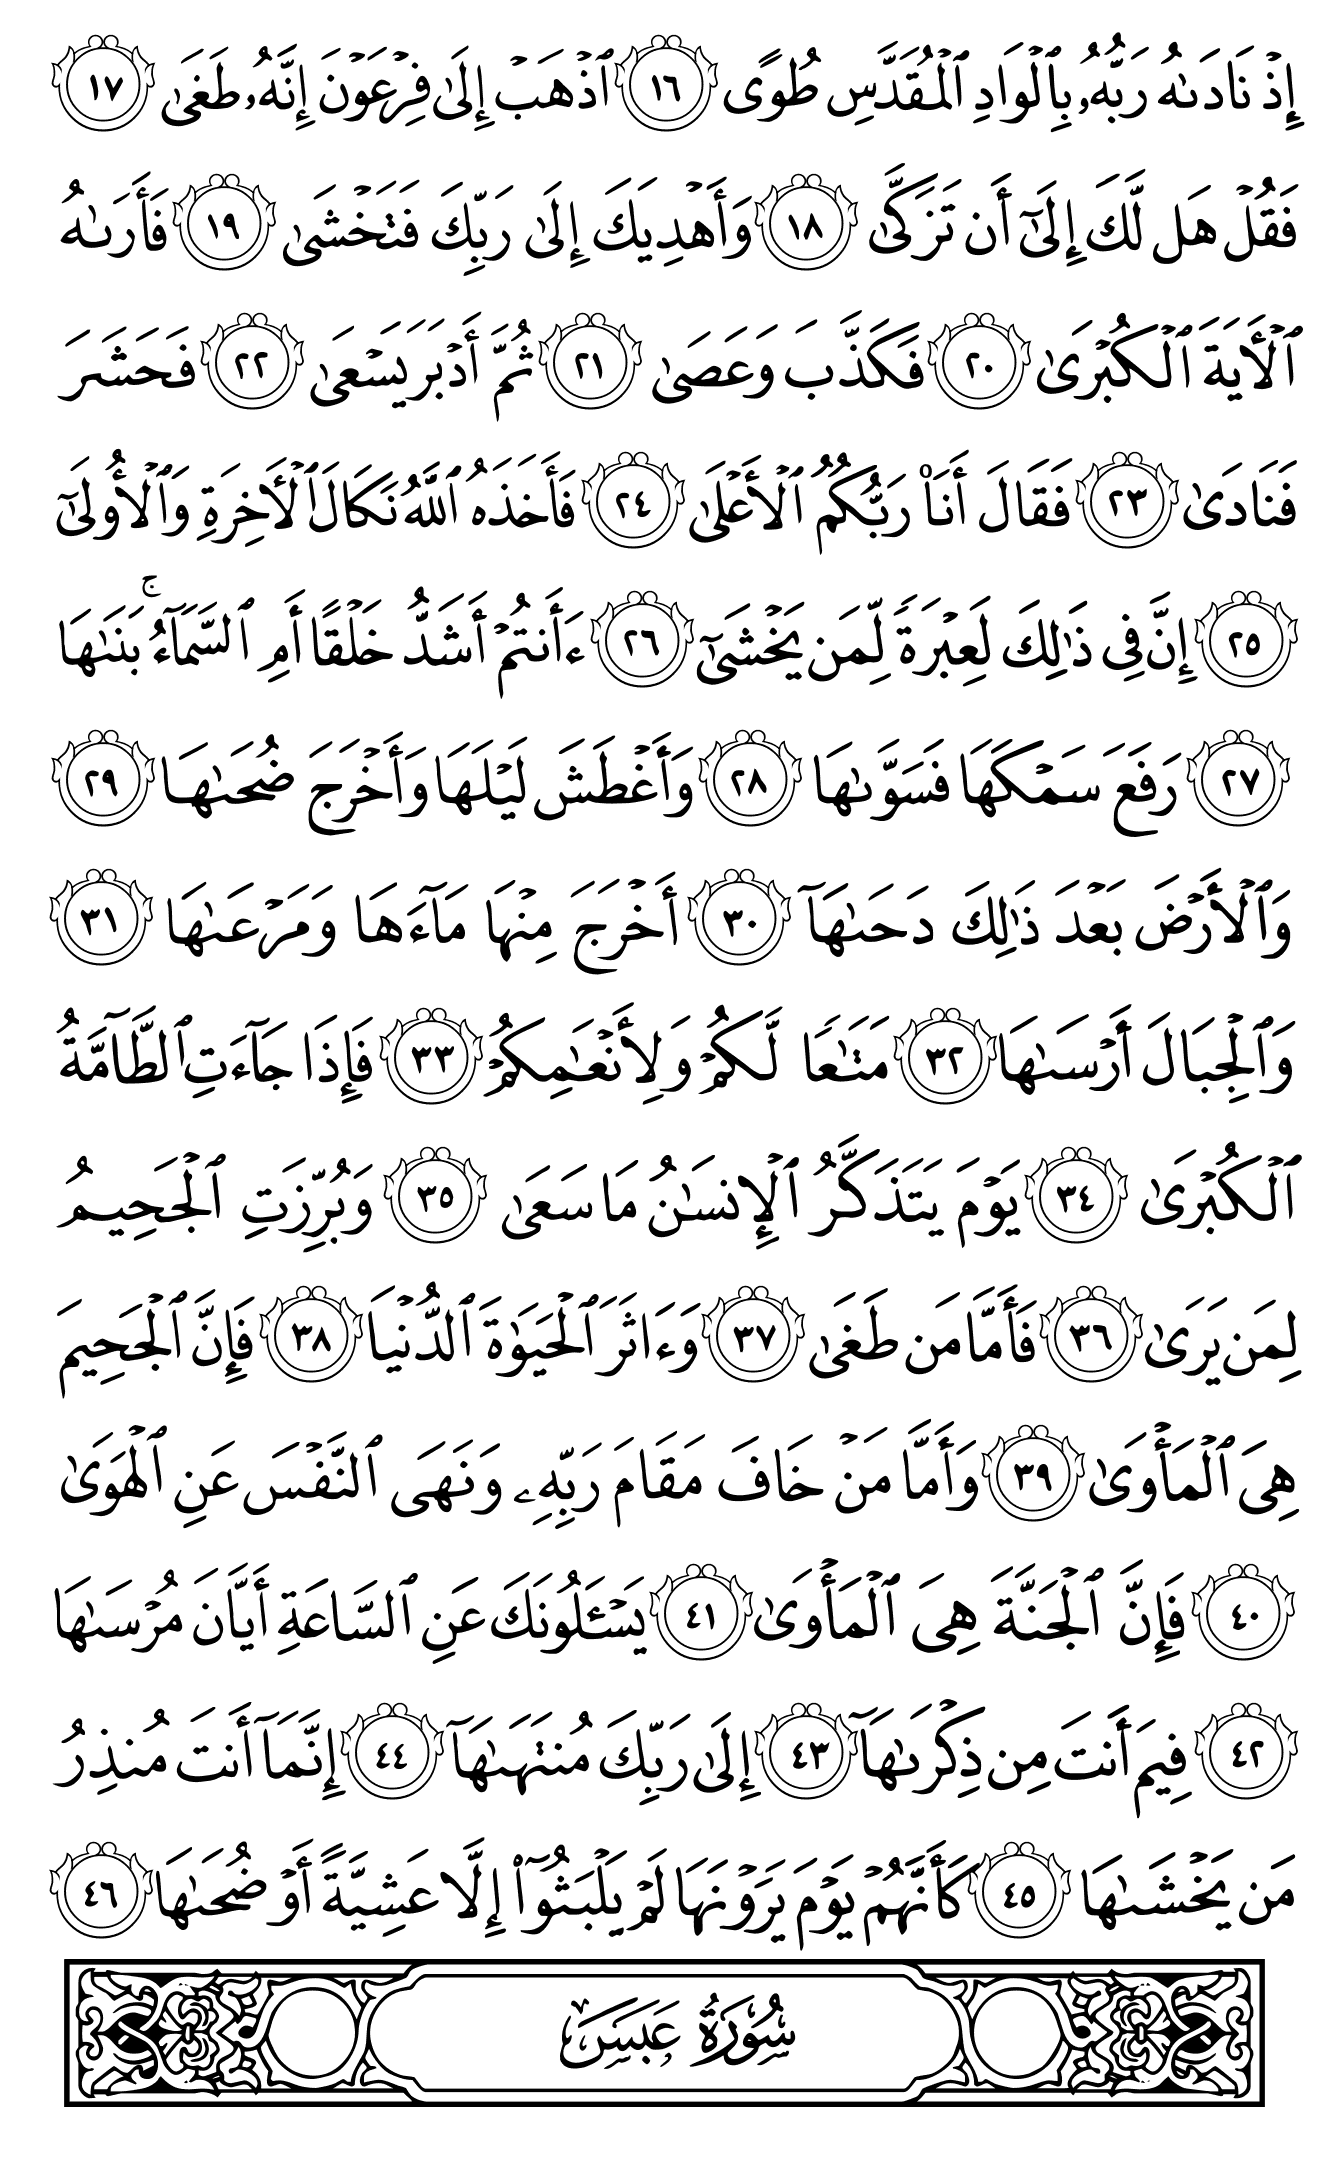 إِذْ نَادَىٰهُ رَبُّهُۥ بِٱلْوَادِ ٱلْمُقَدَّسِ طُوًى ١٦ ٱذْهَبْ إِلَىٰ فِرْعَوْنَ إِنَّهُۥ طَغَىٰ ١٧
فَقُلْ هَل لَّكَ إِلَىٰٓ أَن تَزَكَّىٰ ١٨ وَأَهْدِيَكَ إِلَىٰ رَبِّكَ فَتَخْشَىٰ ١٩ فَأَرَىٰهُ
ٱلْأٓيَةَ ٱلْكُبْرَىٰ ٢٠ فَكَذَّبَ وَعَصَىٰ ٢١ ثُمَّ أَدْبَرَ يَسْعَىٰ ٢٢ فَحَشَرَ
فَنَادَىٰ ٢٣ فَقَالَ أَنَا۠ رَبُّكُمُ ٱلْأَعْلَىٰ ٢٤ فَأَخَذَهُ ٱللَّهُ نَكَالَ ٱلْأٓخِرَةِ وَٱلْأُولَىٰٓ
٢٥ إِنَّ فِى ذَٰلِكَ لَعِبْرَةً لِّمَن يَخْشَىٰٓ ٢٦ ءَأَنتُمْ أَشَدُّ خَلْقًا أَمِ ٱلسَّمَآءُ ۚ بَنَىٰهَا
٢٧ رَفَعَ سَمْكَهَا فَسَوَّىٰهَا ٢٨ وَأَغْطَشَ لَيْلَهَا وَأَخْرَجَ ضُحَىٰهَا ٢٩
وَٱلْأَرْضَ بَعْدَ ذَٰلِكَ دَحَىٰهَآ ٣٠ أَخْرَجَ مِنْهَا مَآءَهَا وَمَرْعَىٰهَا ٣١
وَٱلْجِبَالَ أَرْسَىٰهَا ٣٢ مَتَـٰعًا لَّكُمْ وَلِأَنْعَـٰمِكُمْ ٣٣ فَإِذَا جَآءَتِ ٱلطَّآمَّةُ
ٱلْكُبْرَىٰ ٣٤ يَوْمَ يَتَذَكَّرُ ٱلْإِنسَـٰنُ مَا سَعَىٰ ٣٥ وَبُرِّزَتِ ٱلْجَحِيمُ
لِمَن يَرَىٰ ٣٦ فَأَمَّا مَن طَغَىٰ ٣٧ وَءَاثَرَ ٱلْحَيَوٰةَ ٱلدُّنْيَا ٣٨ فَإِنَّ ٱلْجَحِيمَ
هِىَ ٱلْمَأْوَىٰ ٣٩ وَأَمَّا مَنْ خَافَ مَقَامَ رَبِّهِۦ وَنَهَى ٱلنَّفْسَ عَنِ ٱلْهَوَىٰ
٤٠ فَإِنَّ ٱلْجَنَّةَ هِىَ ٱلْمَأْوَىٰ ٤١ يَسْـَٔلُونَكَ عَنِ ٱلسَّاعَةِ أَيَّانَ مُرْسَىٰهَا
٤٢ فِيمَ أَنتَ مِن ذِكْرَىٰهَآ ٤٣ إِلَىٰ رَبِّكَ مُنتَهَىٰهَآ ٤٤ إِنَّمَآ أَنتَ مُنذِرُ
مَن يَخْشَىٰهَا ٤٥ كَأَنَّهُمْ يَوْمَ يَرَوْنَهَا لَمْ يَلْبَثُوٓا۟ إِلَّا عَشِيَّةً أَوْ ضُحَىٰهَا ٤٦
سُورَةُ عَبَسَ